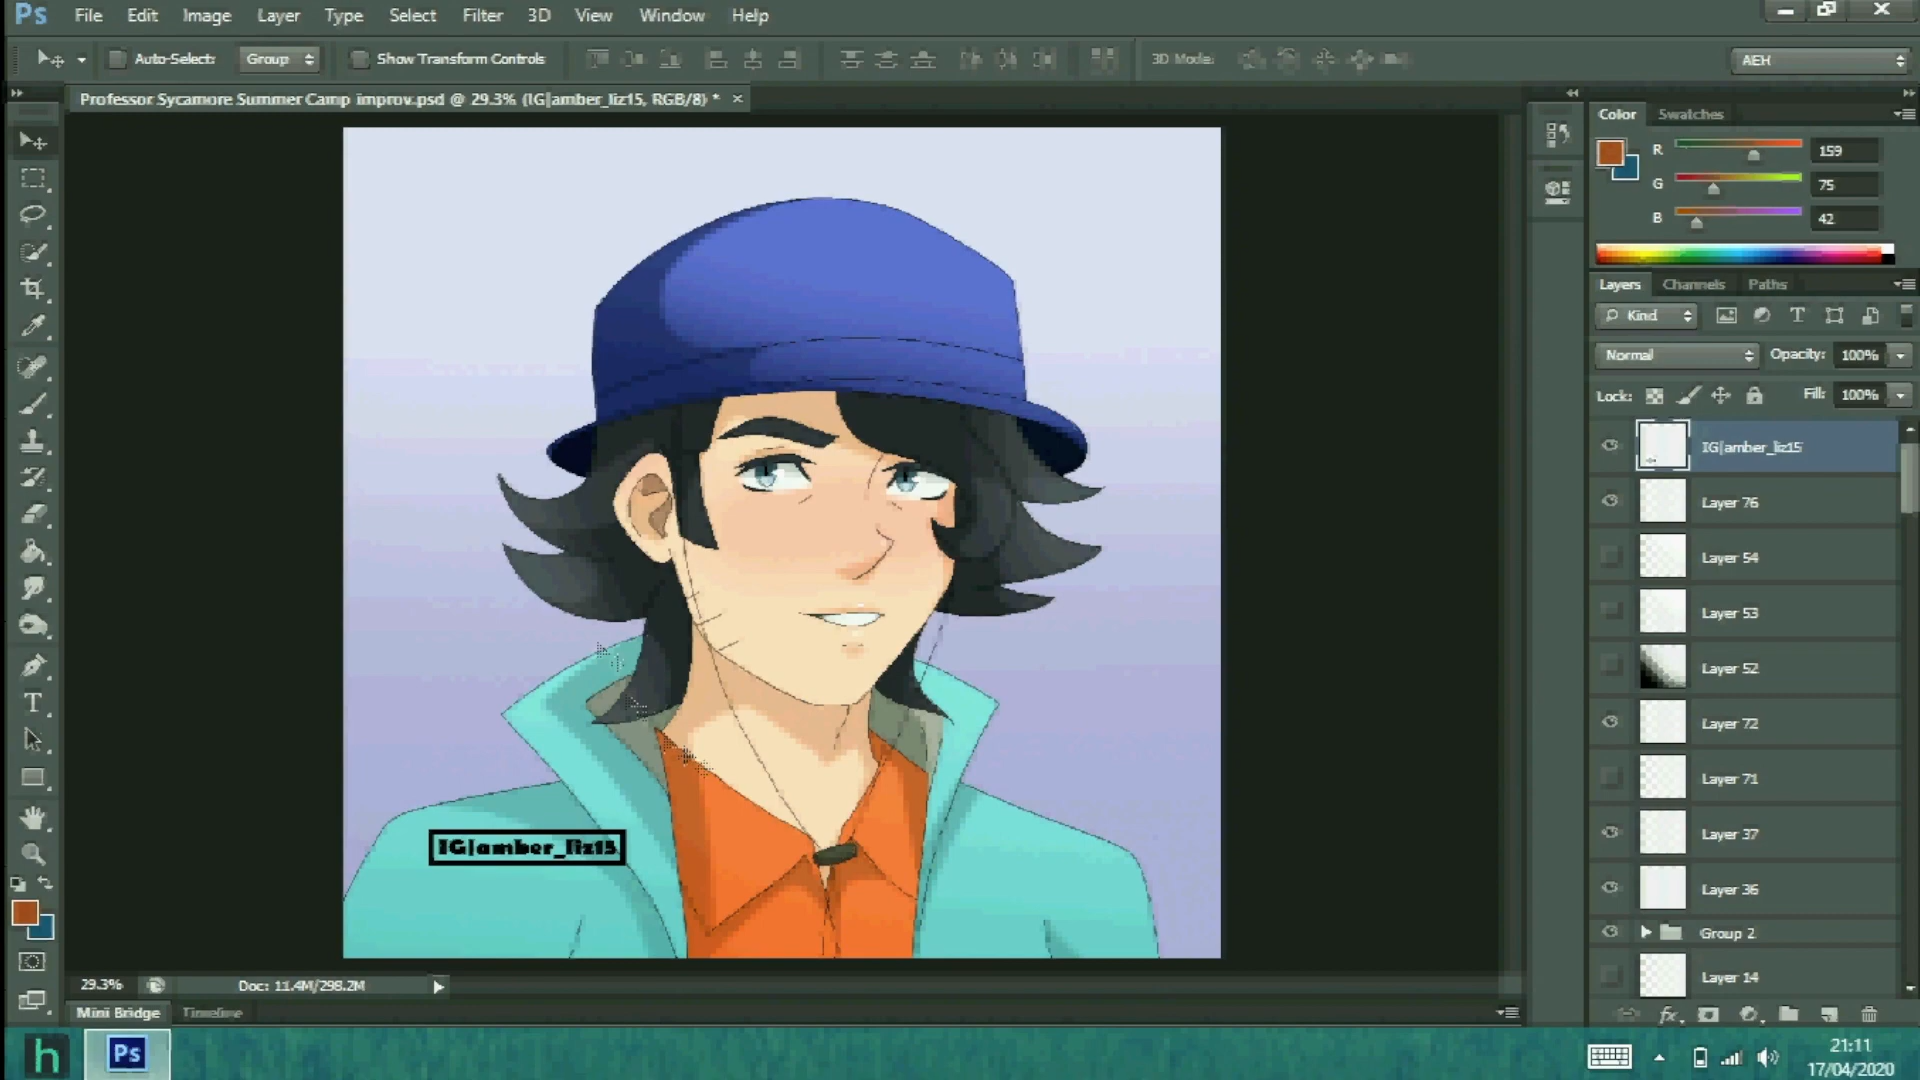 Ps File Edit Image Layer Type Select Filter 3D View Window Help
Auto-Select: Group Show Transform Controls 3D Mode: AEH
Professor Sycamore Summer Camp improv.psd @ 29.3% (IG|amber_liz15, RGB/8) *
Color Swatches
R 159
G 75
B 42
Layers Channels Paths
Kind
Normal Opacity: 100%
Lock: Fill: 100%
IG|amber_liz15
Layer 76
Layer 54
Layer 53
Layer 52
Layer 72
Layer 71
Layer 37
Layer 36
Group 2
Layer 14
IG|amber_liz15
29.3% Doc: 11.4M/298.2M
Mini Bridge Timeline
h Ps
21:11
17/04/2020